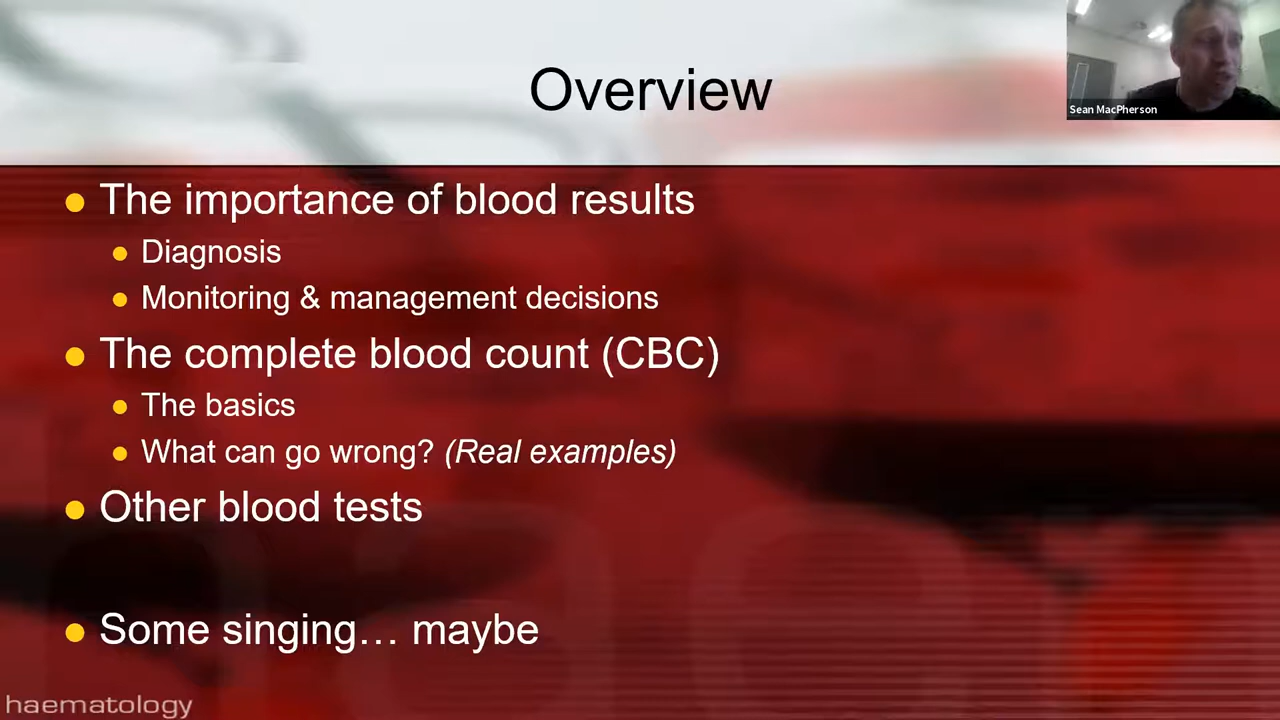 Overview
Sean MacPherson
The importance of blood results
Diagnosis
Monitoring & management decisions
The complete blood count (CBC)
The basics
What can go wrong? (Real examples)
Other blood tests
Some singing… maybe
haematology